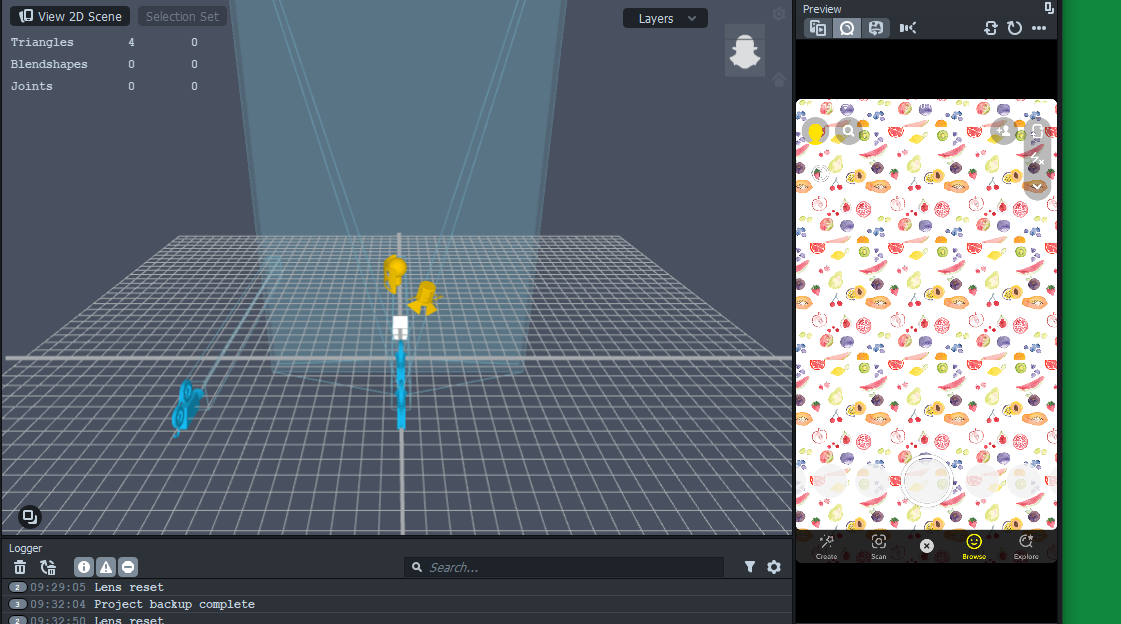 View 2D Scene
Selection Set
Layers
Triangles 4 0
Blendshapes 0 0
Joints 0 0
Preview
Create
Scan
Browse
Explore
Logger
Search...
2 09:29:05 Lens reset
3 09:32:04 Project backup complete
2 09:32:50 Lens reset